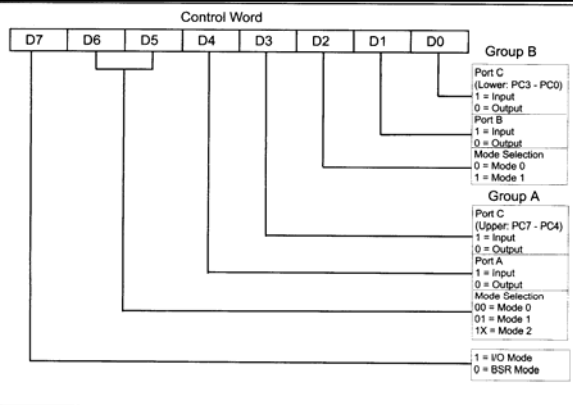 Control Word
D7 D6 D5 D4 D3 D2 D1 D0
Group B
Port C
(Lower: PC3 - PC0)
1 = Input
0 = Output
Port B
1 = Input
0 = Output
Mode Selection
0 = Mode 0
1 = Mode 1
Group A
Port C
(Upper: PC7 - PC4)
1 = Input
0 = Output
Port A
1 = Input
0 = Output
Mode Selection
00 = Mode 0
01 = Mode 1
1X = Mode 2
1 = I/O Mode
0 = BSR Mode